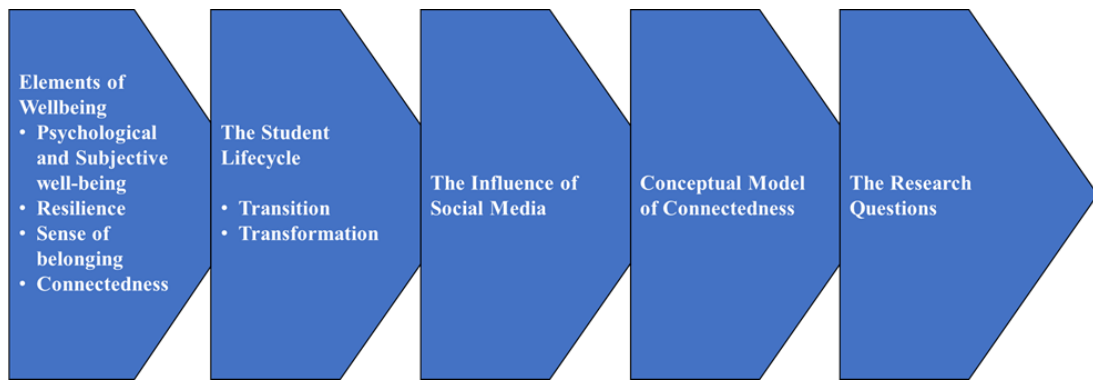 Elements of
Wellbeing
• Psychological
and Subjective
well-being
• Resilience
• Sense of
belonging
• Connectedness
The Student
Lifecycle
• Transition
• Transformation
The Influence of
Social Media
Conceptual Model
of Connectedness
The Research
Questions